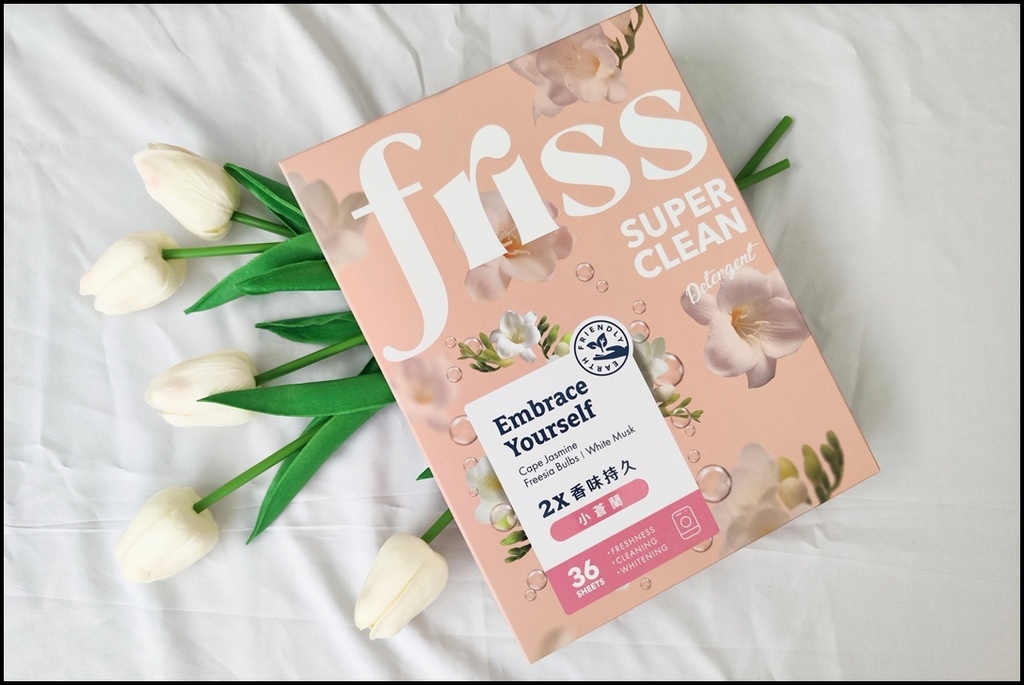 friss
SUPER
CLEAN
Detergent
FRIENDLY
EARTH
Embrace
Yourself
Cape Jasmine
Freesia Bulbs | White Musk
2X 香味持久
小蒼蘭
36
SHEETS
•FRESHNESS
•CLEANING
•WHITENING